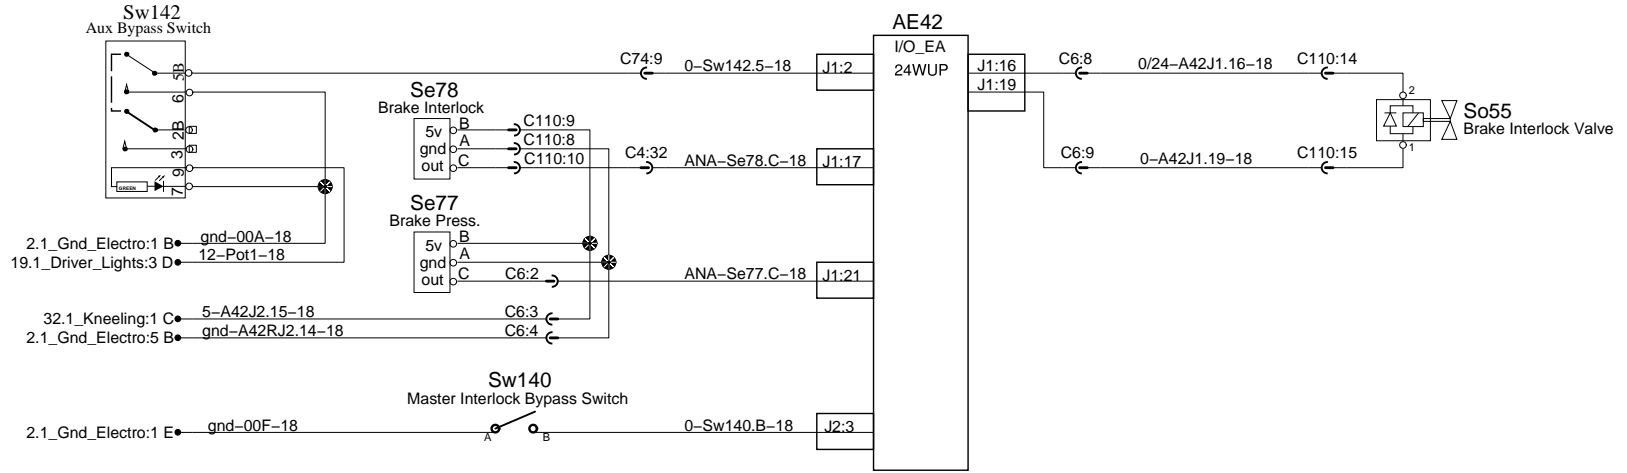 Sw142
Aux Bypass Switch
5B
6
2B
3
9
7
GREEN
2.1_Gnd_Electro:1 B
gnd-00A-18
19.1_Driver_Lights:3 D
12-Pot1-18
32.1_Kneeling:1 C
5-A42J2.15-18
C6:3
2.1_Gnd_Electro:5 B
gnd-A42RJ2.14-18
C6:4
2.1_Gnd_Electro:1 E
gnd-00F-18
Se78
Brake Interlock
5v
B
C110:9
gnd
A
C110:8
out
C
C110:10
C4:32
ANA-Se78.C-18
J1:17
Se77
Brake Press.
5v
B
gnd
A
out
C
C6:2
ANA-Se77.C-18
J1:21
Sw140
Master Interlock Bypass Switch
A
B
0-Sw140.B-18
J2:3
C74:9
0-Sw142.5-18
J1:2
AE42
I/O_EA
24WUP
J1:16
J1:19
C6:8
0/24-A42J1.16-18
C110:14
C6:9
0-A42J1.19-18
C110:15
2
1
So55
Brake Interlock Valve